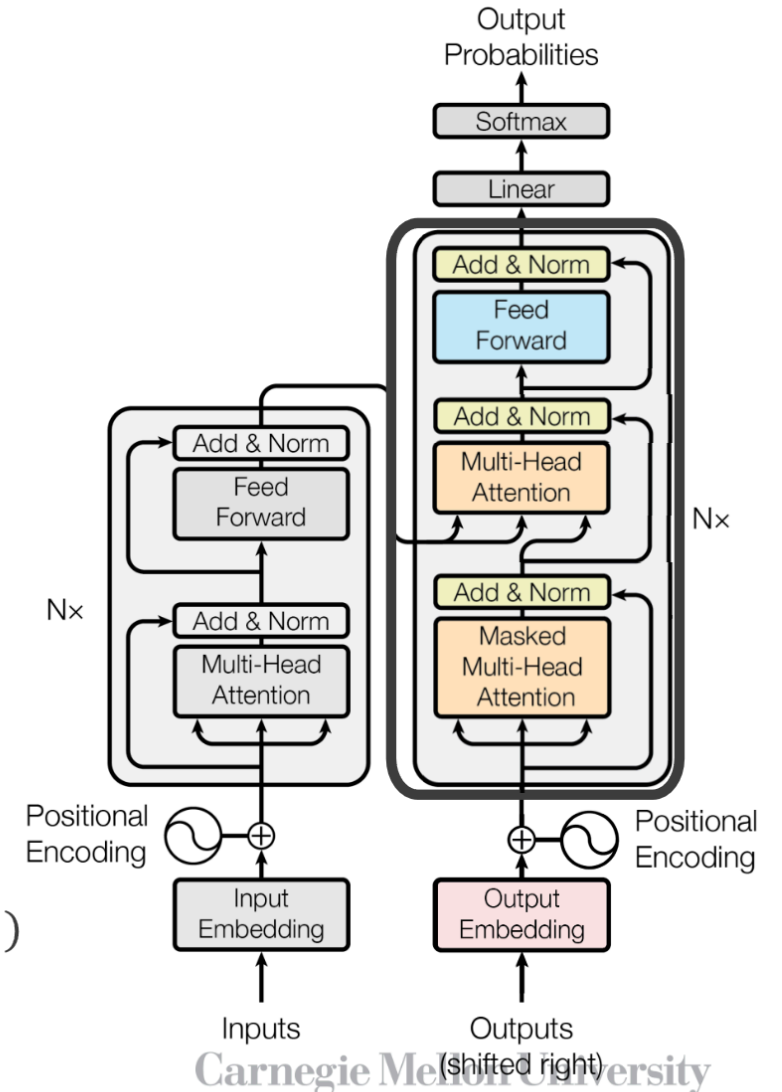 Output
Probabilities
Softmax
Linear
Add & Norm
Feed
Forward
Add & Norm
Multi-Head
Attention
Add & Norm
Masked
Multi-Head
Attention
Nx
Add & Norm
Feed
Forward
Add & Norm
Multi-Head
Attention
Nx
Positional
Encoding
Positional
Encoding
Input
Embedding
Output
Embedding
)
Inputs
Outputs
(shifted right)
Carnegie Mellon University